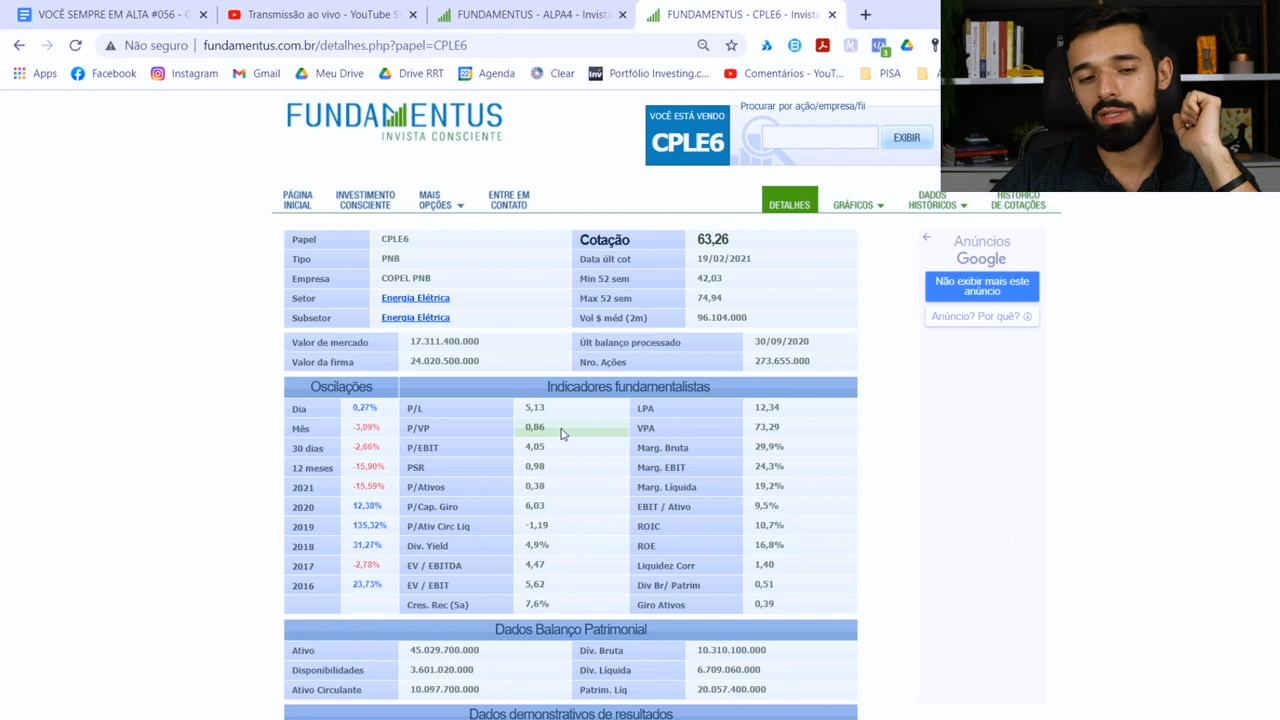 VOCÊ SEMPRE EM ALTA #056 - C
Transmissão ao vivo - YouTube S
FUNDAMENTUS - ALPA4 - Invista
FUNDAMENTUS - CPLE6 - Invista
Não seguro | fundamentus.com.br/detalhes.php?papel=CPLE6
3
Apps Facebook Instagram Gmail Meu Drive Drive RRT Agenda Clear Portfólio Investing.c... Comentários - YouT... PISA
FUNDAMENTUS
INVISTA CONSCIENTE
VOCÊ ESTÁ VENDO
CPLE6
Procurar por ação/empresa/fii
EXIBIR
PÁGINA INICIAL
INVESTIMENTO CONSCIENTE
MAIS OPÇÕES
ENTRE EM CONTATO
DETALHES
GRÁFICOS
DADOS HISTÓRICOS
HISTÓRICO DE COTAÇÕES
Papel CPLE6 Cotação 63,26
Tipo PNB Data últ cot 19/02/2021
Empresa COPEL PNB Min 52 sem 42,03
Setor Energia Elétrica Max 52 sem 74,94
Subsetor Energia Elétrica Vol $ méd (2m) 96.104.000
Valor de mercado 17.311.400.000 Últ balanço processado 30/09/2020
Valor da firma 24.020.500.000 Nro. Ações 273.655.000
Oscilações Indicadores fundamentalistas
Dia 0,27% P/L 5,13 LPA 12,34
Mês -3,09% P/VP 0,86 VPA 73,29
30 dias -2,66% P/EBIT 4,05 Marg. Bruta 29,9%
12 meses -15,90% PSR 0,98 Marg. EBIT 24,3%
2021 -15,59% P/Ativos 0,38 Marg. Líquida 19,2%
2020 12,38% P/Cap. Giro 6,03 EBIT / Ativo 9,5%
2019 135,32% P/Ativ Circ Liq -1,19 ROIC 10,7%
2018 31,27% Div. Yield 4,9% ROE 16,8%
2017 -2,78% EV / EBITDA 4,47 Liquidez Corr 1,40
2016 23,73% EV / EBIT 5,62 Div Br/ Patrim 0,51
Cres. Rec (5a) 7,6% Giro Ativos 0,39
Dados Balanço Patrimonial
Ativo 45.029.700.000 Dív. Bruta 10.310.100.000
Disponibilidades 3.601.020.000 Dív. Líquida 6.709.060.000
Ativo Circulante 10.097.700.000 Patrim. Líq 20.057.400.000
Dados demonstrativos de resultados
Anúncios
Google
Não exibir mais este
anúncio
Anúncio? Por quê?